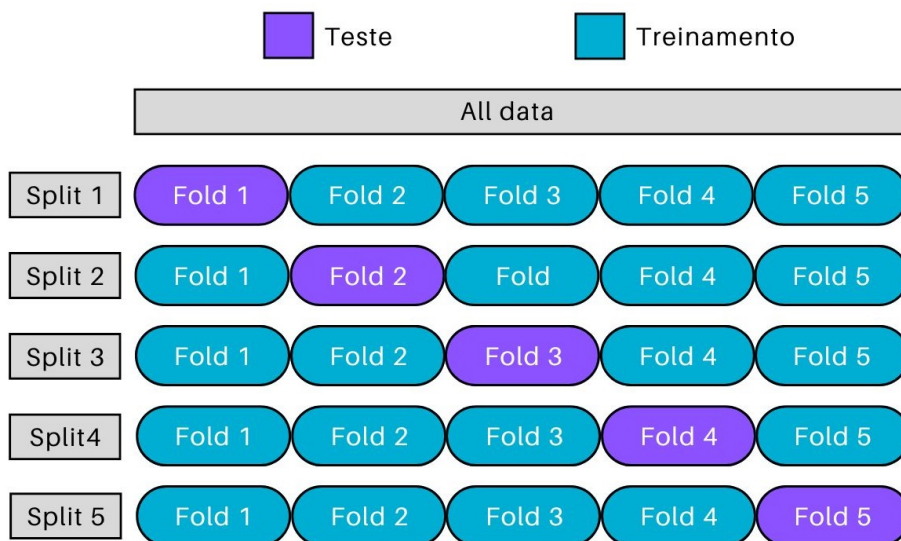 Teste Treinamento
All data
Split 1 Fold 1 Fold 2 Fold 3 Fold 4 Fold 5
Split 2 Fold 1 Fold 2 Fold Fold 4 Fold 5
Split 3 Fold 1 Fold 2 Fold 3 Fold 4 Fold 5
Split4 Fold 1 Fold 2 Fold 3 Fold 4 Fold 5
Split 5 Fold 1 Fold 2 Fold 3 Fold 4 Fold 5